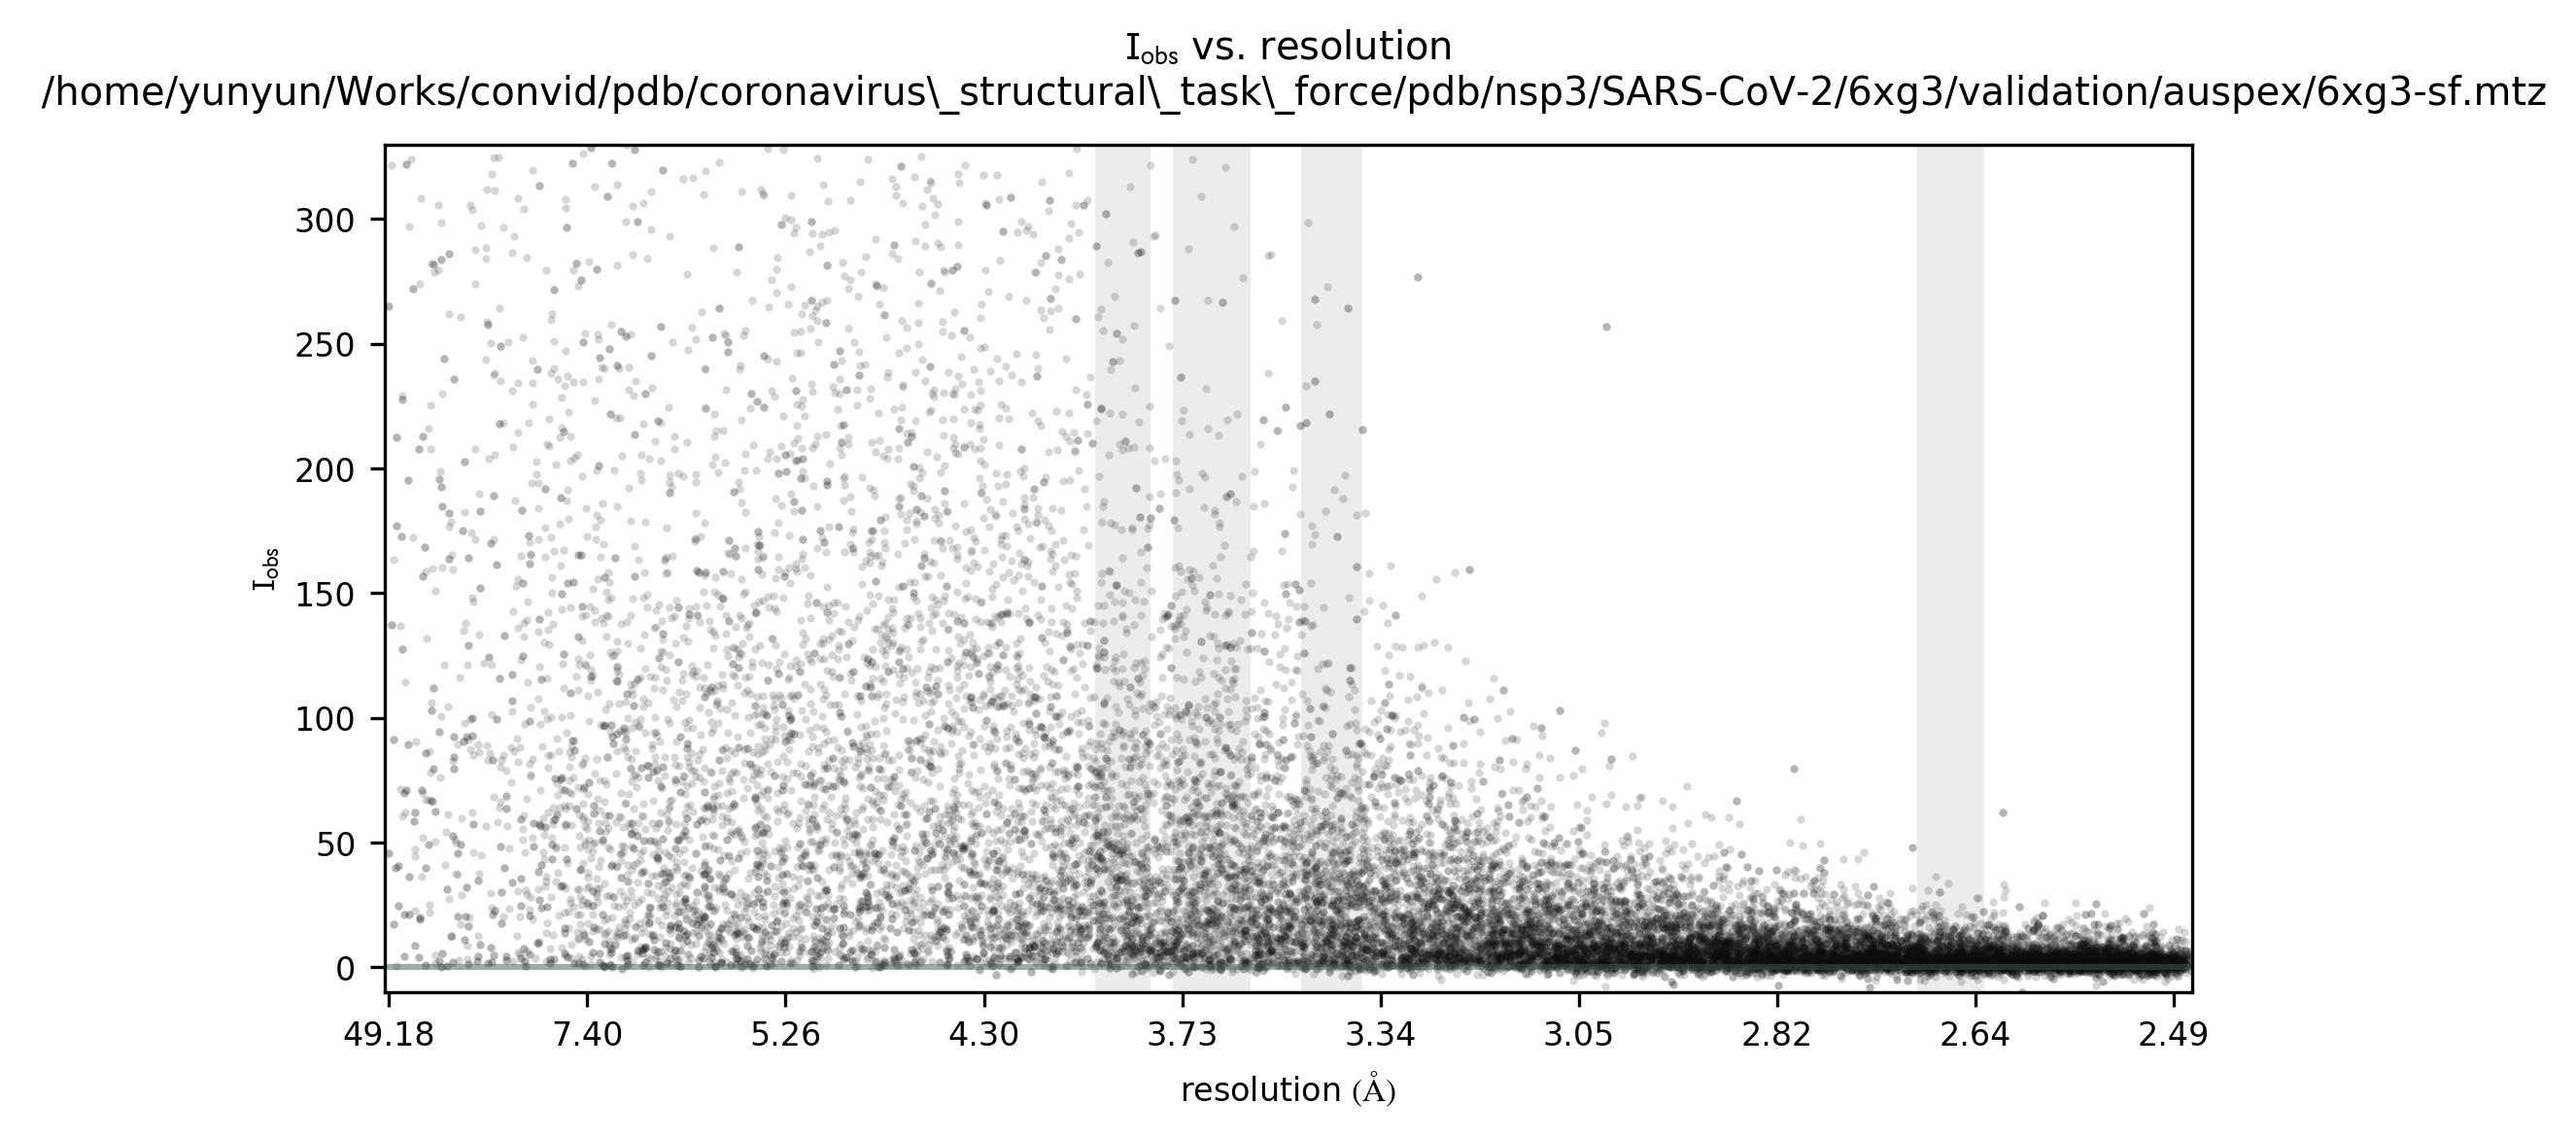 I_obs vs. resolution
/home/yunyun/Works/convid/pdb/coronavirus\_structural\_task\_force/pdb/nsp3/SARS-CoV-2/6xg3/validation/auspex/6xg3-sf.mtz
I_obs
300
250
200
150
100
50
0
49.18 7.40 5.26 4.30 3.73 3.34 3.05 2.82 2.64 2.49
resolution (Å)